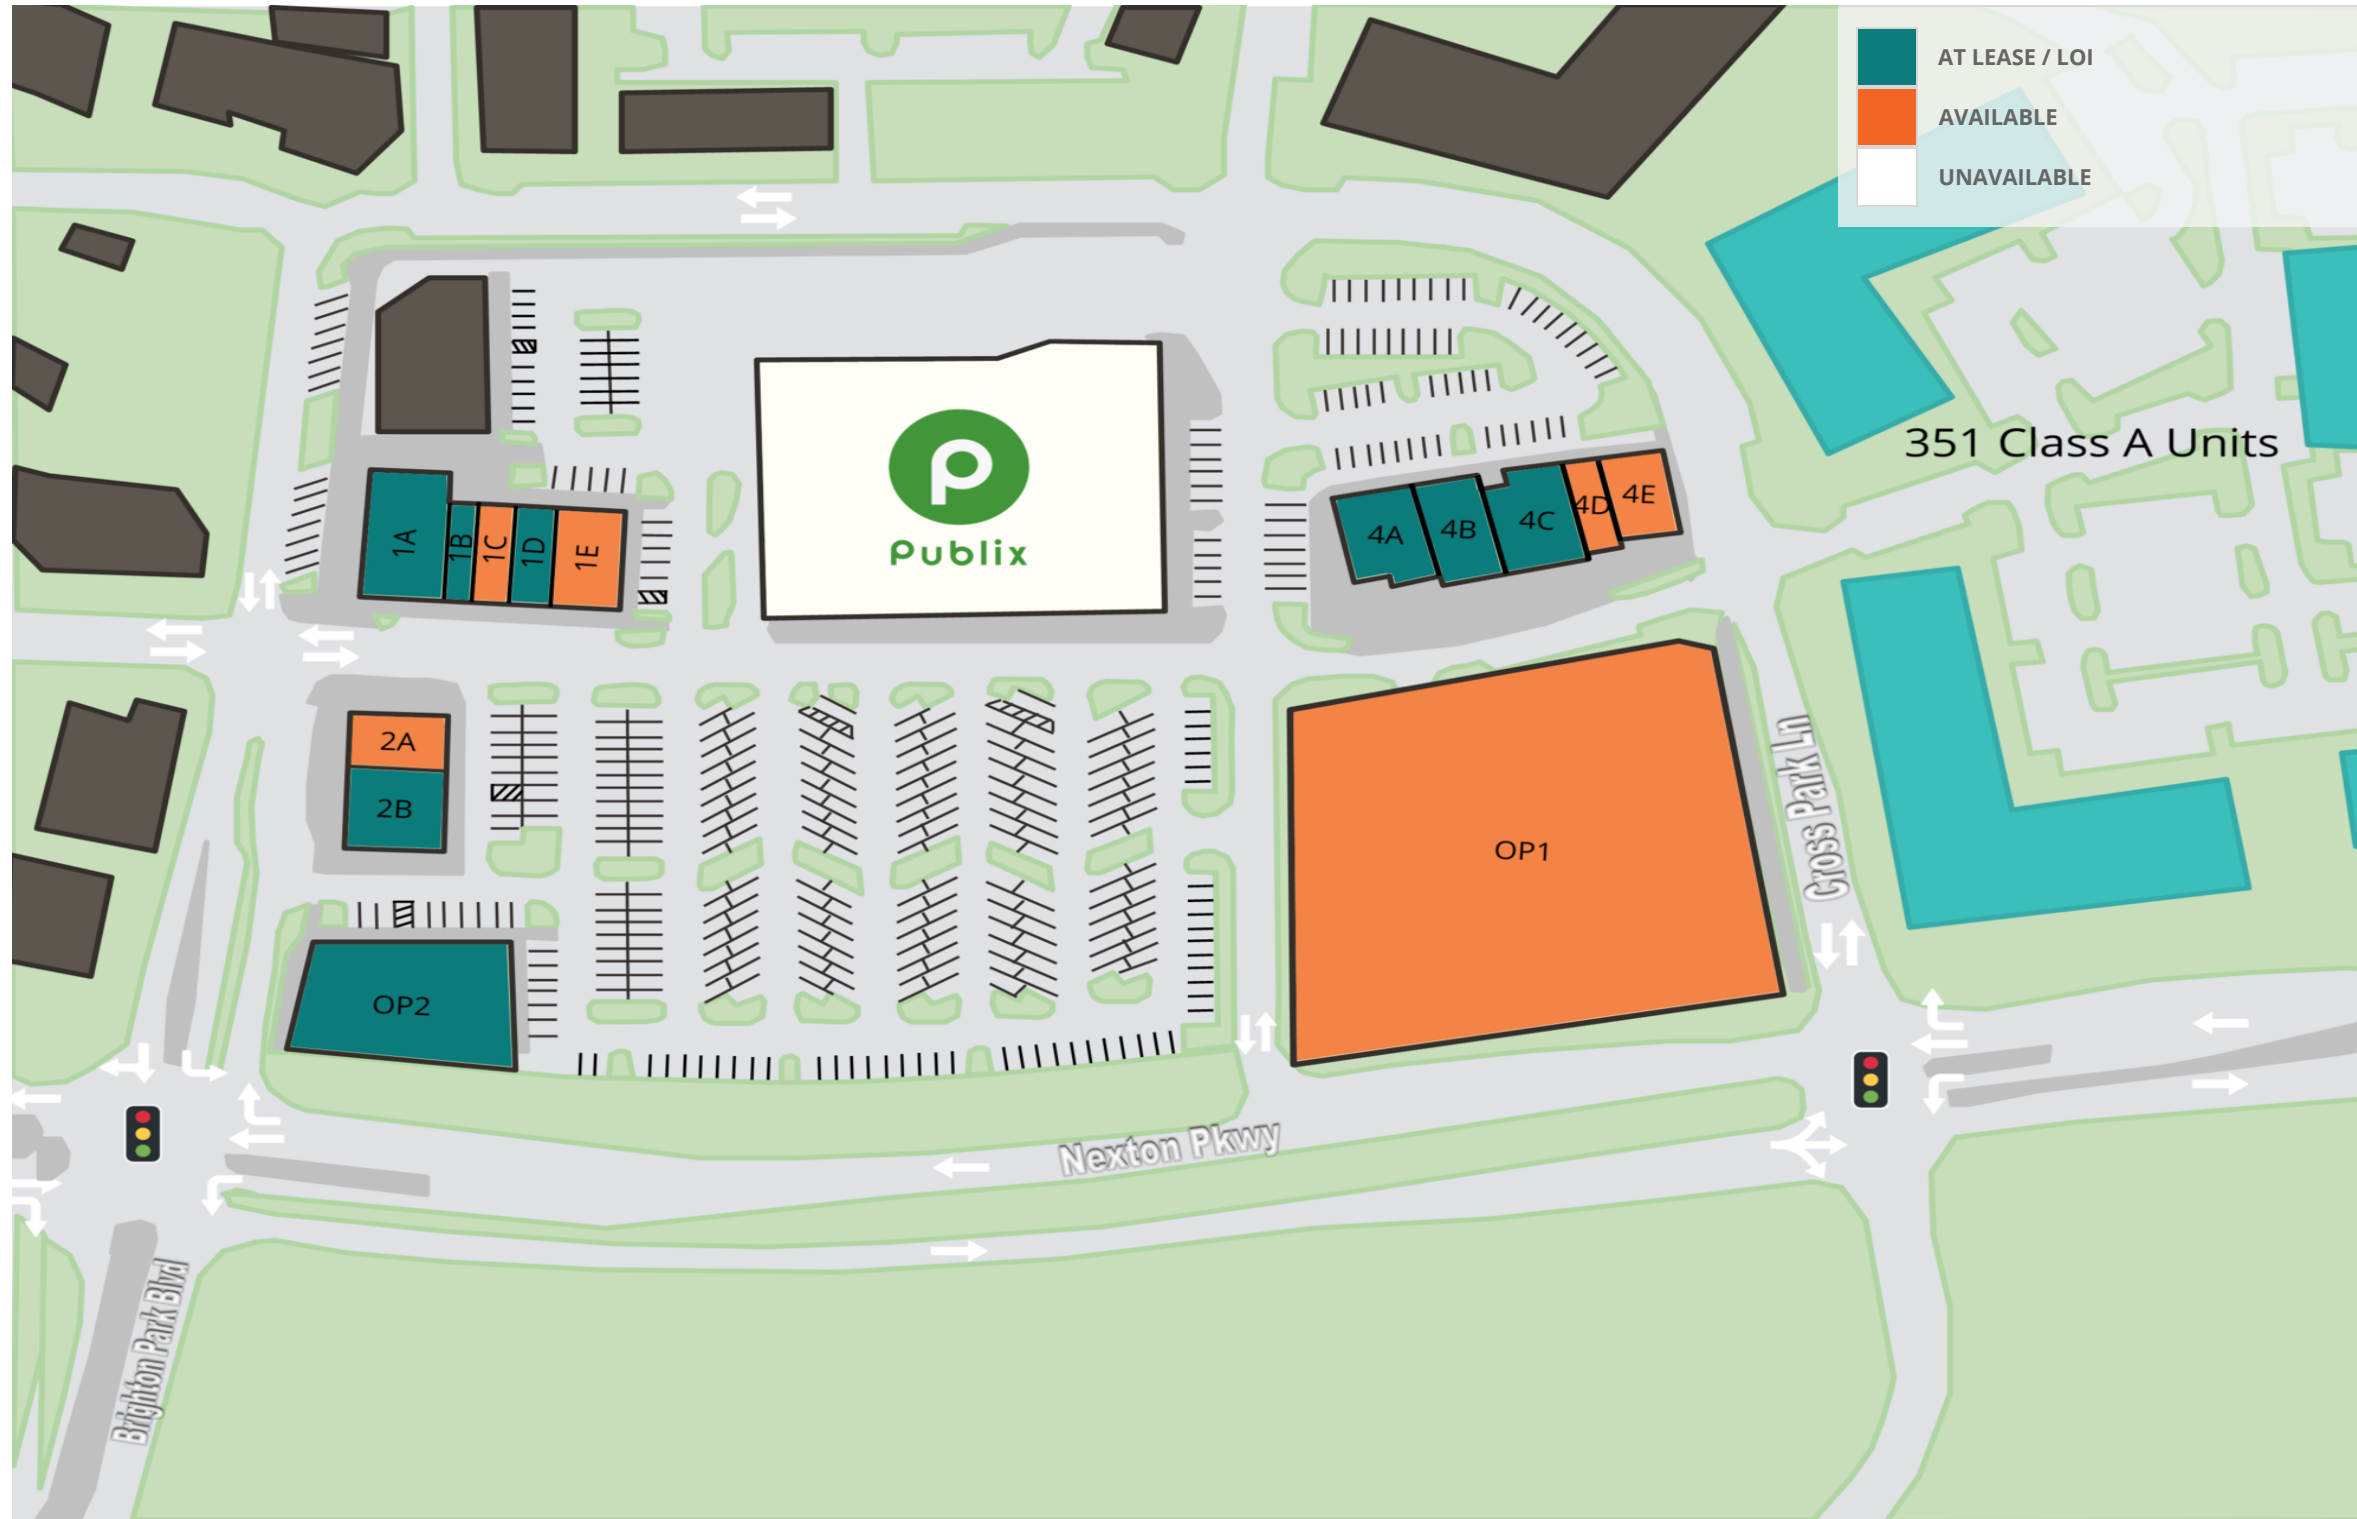 AT LEASE / LOI
AVAILABLE
UNAVAILABLE
351 Class A Units
Publix
1A
1B
1C
1D
1E
4A
4B
4C
4D
4E
2A
2B
OP1
OP2
Cross Park Ln
Nexton Pkwy
Brighton Park Blvd